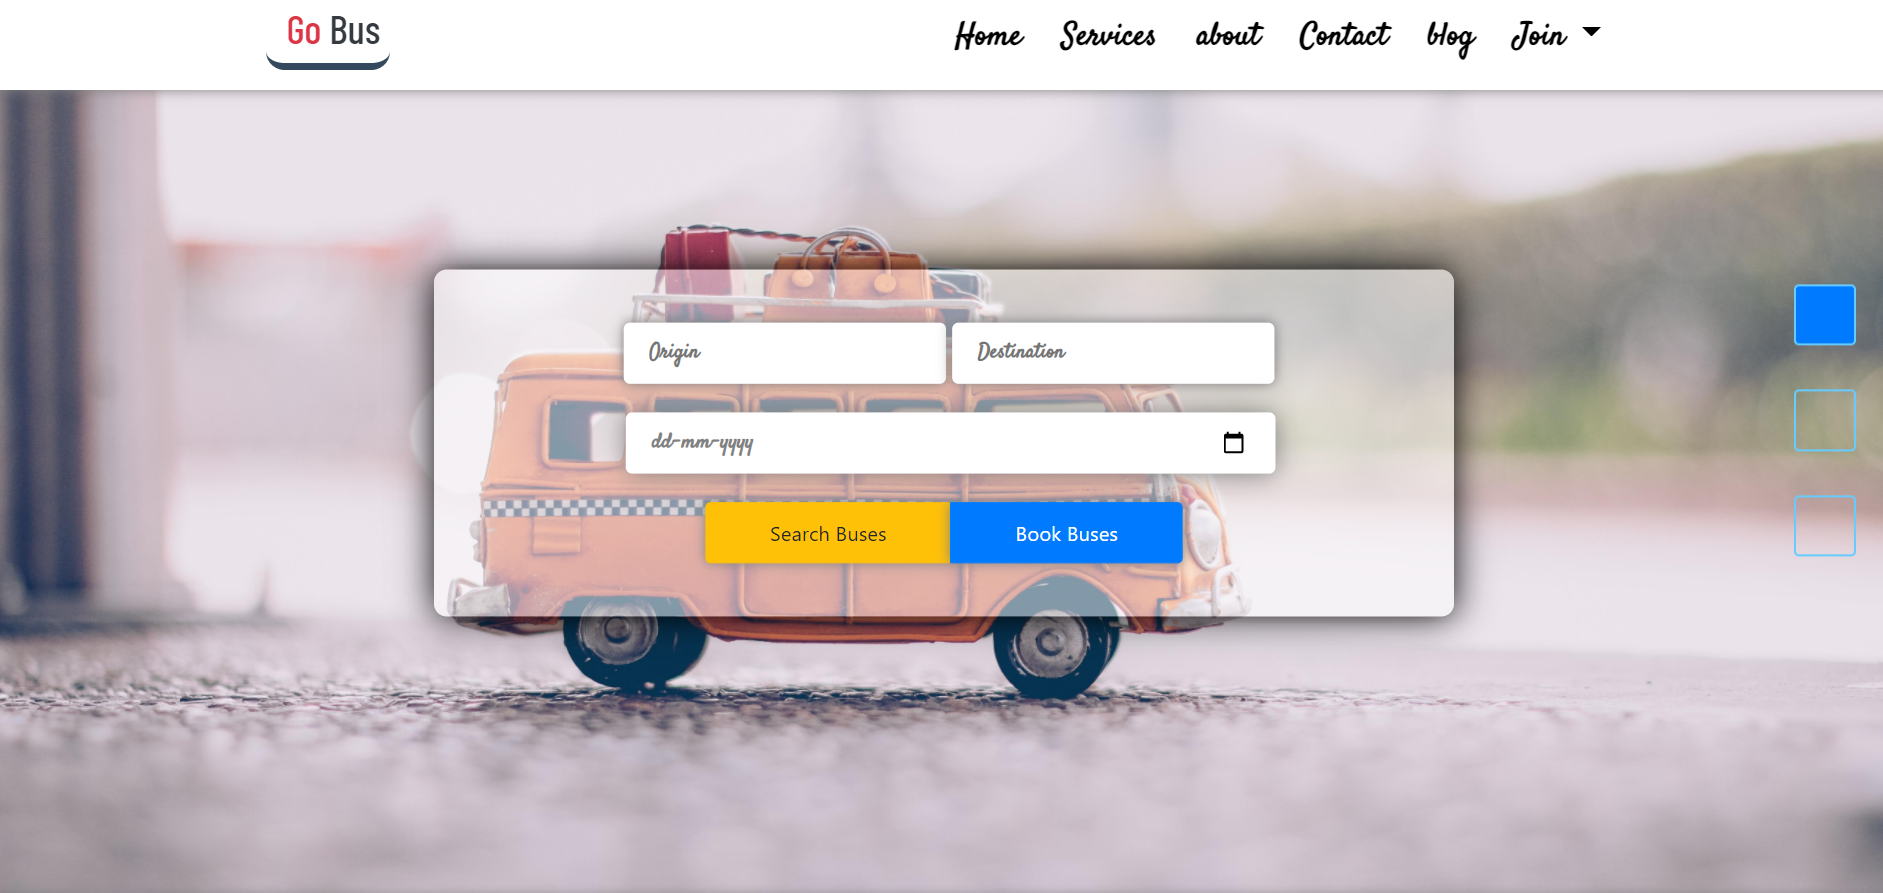 Go Bus
Home Services about Contact blog Join
Origin Destination
dd-mm-yyyy
Search Buses Book Buses